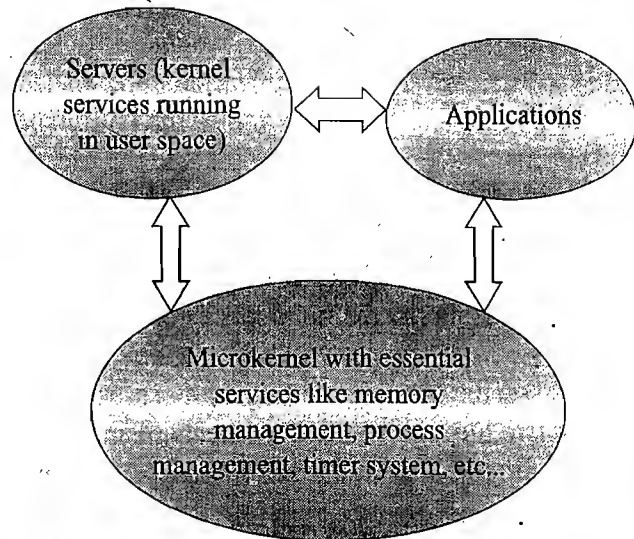 Servers (kernel
services running
in user space)
Applications
Microkernel with essential
services like memory
management, process
management, timer system, etc...